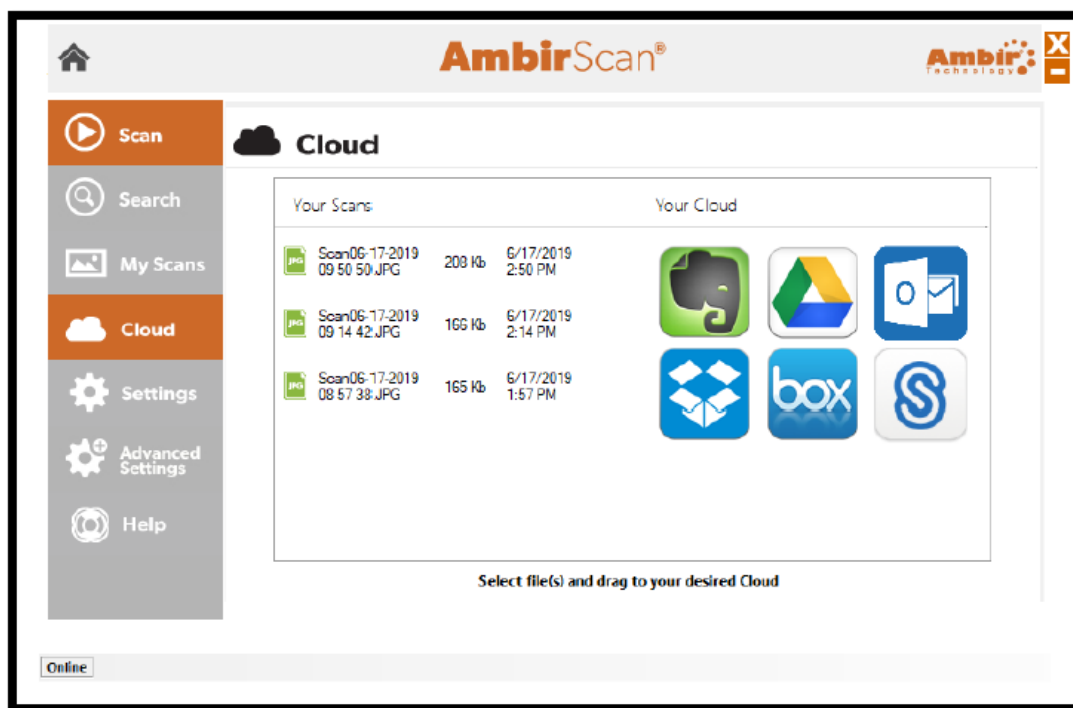 AmbirScan®
Ambir
Technology
X
Scan
Search
My Scans
Cloud
Settings
Advanced
Settings
Help
Cloud
Your Scans
Your Cloud
JPG
Scan06-17-2019
09 50 50.JPG
208 Kb
6/17/2019
2:50 PM
JPG
Scan06-17-2019
09 14 42.JPG
166 Kb
6/17/2019
2:14 PM
JPG
Scan06-17-2019
08 57 38.JPG
165 Kb
6/17/2019
1:57 PM
O
box
S
Select file(s) and drag to your desired Cloud
Online